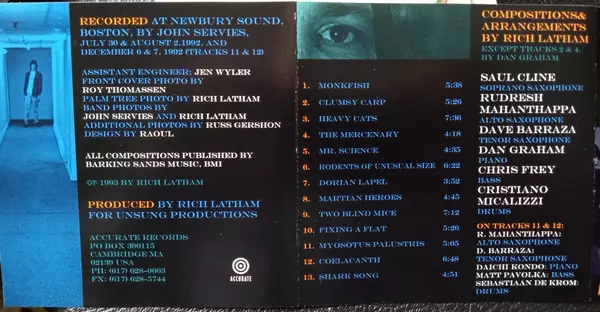 RECORDED AT NEWBURY SOUND,
BOSTON, BY JOHN SERVIES,
JULY 30 & AUGUST 2,1992, AND
DECEMBER 6 & 7, 1992 (TRACKS 11 & 12)
ASSISTANT ENGINEER: JEN WYLER
FRONT COVER PHOTO BY
ROY THOMASSEN
PALM TREE PHOTO BY RICH LATHAM
BAND PHOTOS BY
JOHN SERVIES AND RICH LATHAM
ADDITIONAL PHOTOS BY RUSS GERSHON
DESIGN BY RAOUL
ALL COMPOSITIONS PUBLISHED BY
BARKING SANDS MUSIC, BMI
©℗ 1993 BY RICH LATHAM
PRODUCED BY RICH LATHAM
FOR UNSUNG PRODUCTIONS
ACCURATE RECORDS
PO BOX 390115
CAMBRIDGE MA
02139 USA
PH: (617) 628-0603
FX: (617) 628-5744
ACCURATE
1. MONKFISH 5:38
2. CLUMSY CARP 5:26
3. HEAVY CATS 7:36
4. THE MERCENARY 4:18
5. MR. SCIENCE 4:35
6. RODENTS OF UNUSUAL SIZE 6:22
7. DORIAN LAPEL 3:52
8. MARTIAN HEROES 4:45
9. TWO BLIND MICE 7:12
10. FIXING A FLAT 5:26
11. MYOSOTUS PALUSTRIS 5:05
12. COELACANTH 6:48
13. SHARK SONG 4:51
COMPOSITIONS&
ARRANGEMENTS
BY RICH LATHAM
EXCEPT TRACKS 2 & 4,
BY DAN GRAHAM
SAUL CLINE
SOPRANO SAXOPHONE
RUDRESH
MAHANTHAPPA
ALTO SAXOPHONE
DAVE BARRAZA
TENOR SAXOPHONE
DAN GRAHAM
PIANO
CHRIS FREY
BASS
CRISTIANO
MICALIZZI
DRUMS
ON TRACKS 11 & 12:
R. MAHANTHAPPA:
ALTO SAXOPHONE
D. BARRAZA:
TENOR SAXOPHONE
DAICHI KONDO: PIANO
MATT PAVOLKA: BASS
SEBASTIAAN DE KROM:
DRUMS